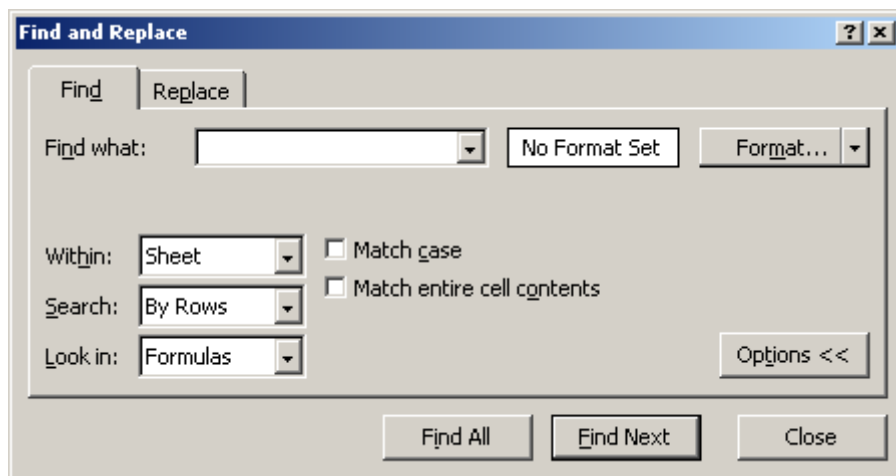 Find and Replace
Find Replace
Find what: No Format Set Format...
Within: Sheet Match case
Match entire cell contents
Search: By Rows
Look in: Formulas
Options <<
Find All Find Next Close